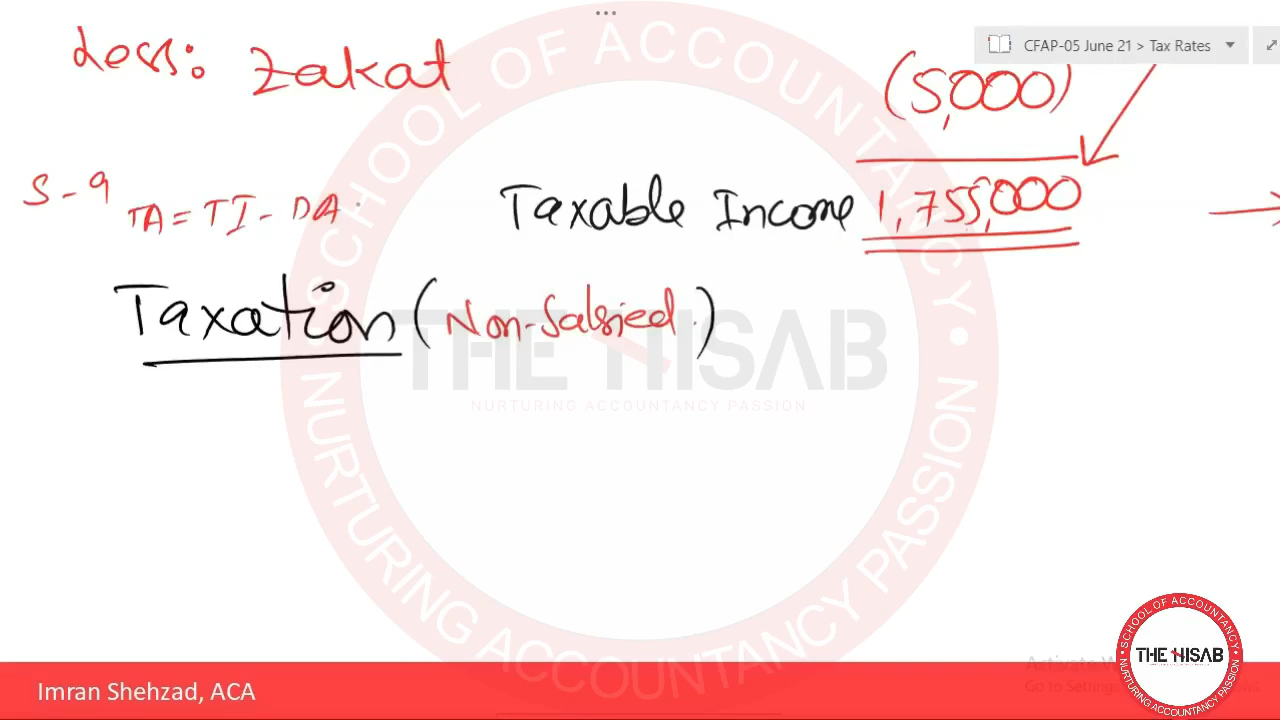 CFAP-05 June 21 > Tax Rates
Less: Zakat (5,000)
S-9 TA = TI - DA
Taxable Income 1,755,000
Taxation (Non-Salried.)
THE HISAB
NURTURING ACCOUNTANCY PASSION
SCHOOL OF ACCOUNTANCY
NURTURING ACCOUNTANCY PASSION
SCHOOL OF ACCOUNTANCY
THE HISAB
NURTURING ACCOUNTANCY PASSION
Imran Shehzad, ACA